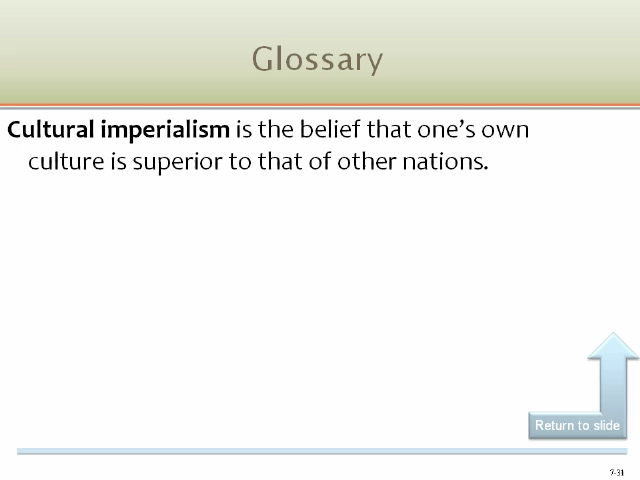 Glossary
Cultural imperialism is the belief that one’s own
culture is superior to that of other nations.
Return to slide
7-31